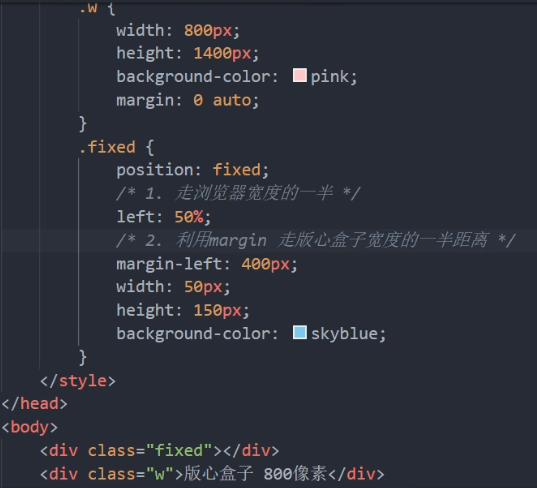 .w {
width: 800px;
height: 1400px;
background-color: pink;
margin: 0 auto;
}
.fixed {
position: fixed;
/* 1. 走浏览器宽度的一半 */
left: 50%;
/* 2. 利用margin 走版心盒子宽度的一半距离 */
margin-left: 400px;
width: 50px;
height: 150px;
background-color: skyblue;
}
</style>
</head>
<body>
<div class="fixed"></div>
<div class="w">版心盒子 800像素</div>